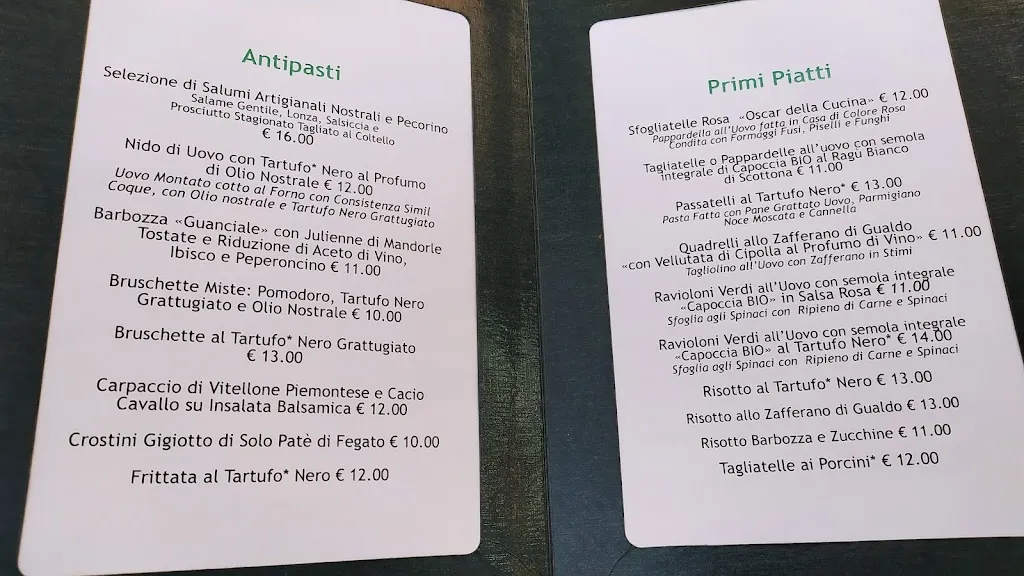 Antipasti
Selezione di Salumi Artigianali Nostrali e Pecorino
Salame Gentile, Lonza, Salsiccia e
Prosciutto Stagionato Tagliato al Coltello
€ 16.00
Nido di Uovo con Tartufo* Nero al Profumo
di Olio Nostrale € 12.00
Uovo Montato cotto al Forno con Consistenza Simil
Coque, con Olio nostrale e Tartufo Nero Grattugiato
Barbozza «Guanciale» con Julienne di Mandorle
Tostate e Riduzione di Aceto di Vino,
Ibisco e Peperoncino € 11.00
Bruschette Miste: Pomodoro, Tartufo Nero
Grattugiato e Olio Nostrale € 10.00
Bruschette al Tartufo* Nero Grattugiato
€ 13.00
Carpaccio di Vitellone Piemontese e Cacio
Cavallo su Insalata Balsamica € 12.00
Crostini Gigiotto di Solo Patè di Fegato € 10.00
Frittata al Tartufo* Nero € 12.00
Primi Piatti
Sfogliatelle Rosa «Oscar della Cucina» € 12.00
Pappardella all'Uovo fatta in Casa di Colore Rosa
Condita con Formaggi Fusi, Piselli e Funghi
Tagliatelle o Pappardelle all'uovo con semola
integrale di Capoccia BIO al Ragù Bianco
di Scottona € 11.00
Passatelli al Tartufo Nero* € 13.00
Pasta Fatta con Pane Grattato Uovo, Parmigiano
Noce Moscata e Cannella
Quadrelli allo Zafferano di Gualdo
«con Vellutata di Cipolla al Profumo di Vino» € 11.00
Tagliolino all'Uovo con Zafferano in Stimi
Ravioloni Verdi all'Uovo con semola integrale
«Capoccia BIO» in Salsa Rosa € 11.00
Sfoglia agli Spinaci con Ripieno di Carne e Spinaci
Ravioloni Verdi all'Uovo con semola integrale
«Capoccia BIO» al Tartufo Nero* € 14.00
Sfoglia agli Spinaci con Ripieno di Carne e Spinaci
Risotto al Tartufo* Nero € 13.00
Risotto allo Zafferano di Gualdo € 13.00
Risotto Barbozza e Zucchine € 11.00
Tagliatelle ai Porcini* € 12.00